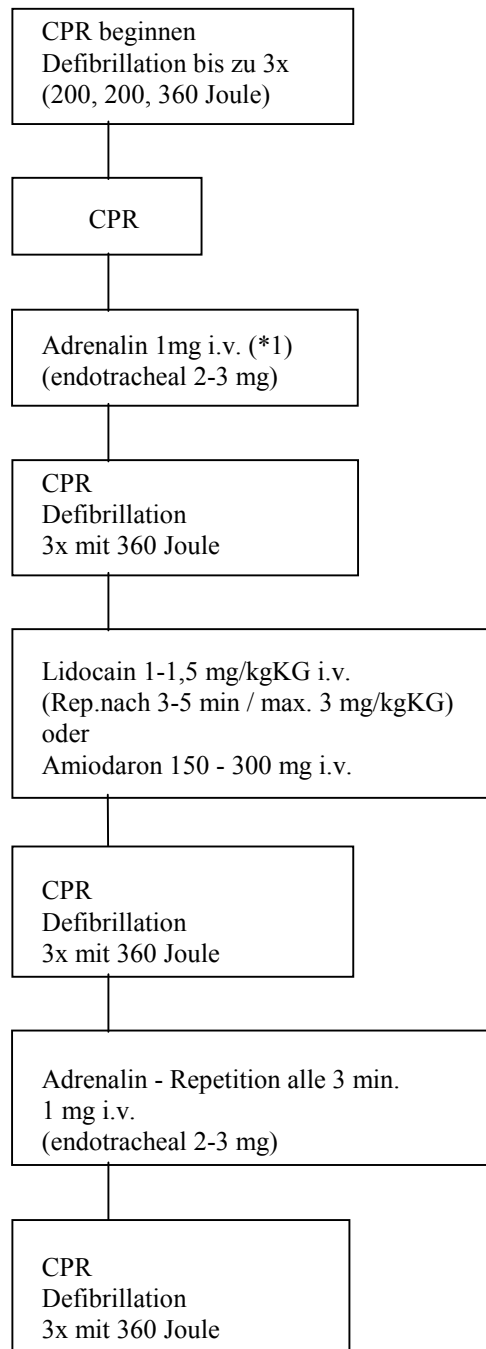 CPR beginnen
Defibrillation bis zu 3x
(200, 200, 360 Joule)
CPR
Adrenalin 1mg i.v. (*1)
(endotracheal 2-3 mg)
CPR
Defibrillation
3x mit 360 Joule
Lidocain 1-1,5 mg/kgKG i.v.
(Rep.nach 3-5 min / max. 3 mg/kgKG)
oder
Amiodaron 150 - 300 mg i.v.
CPR
Defibrillation
3x mit 360 Joule
Adrenalin - Repetition alle 3 min.
1 mg i.v.
(endotracheal 2-3 mg)
CPR
Defibrillation
3x mit 360 Joule